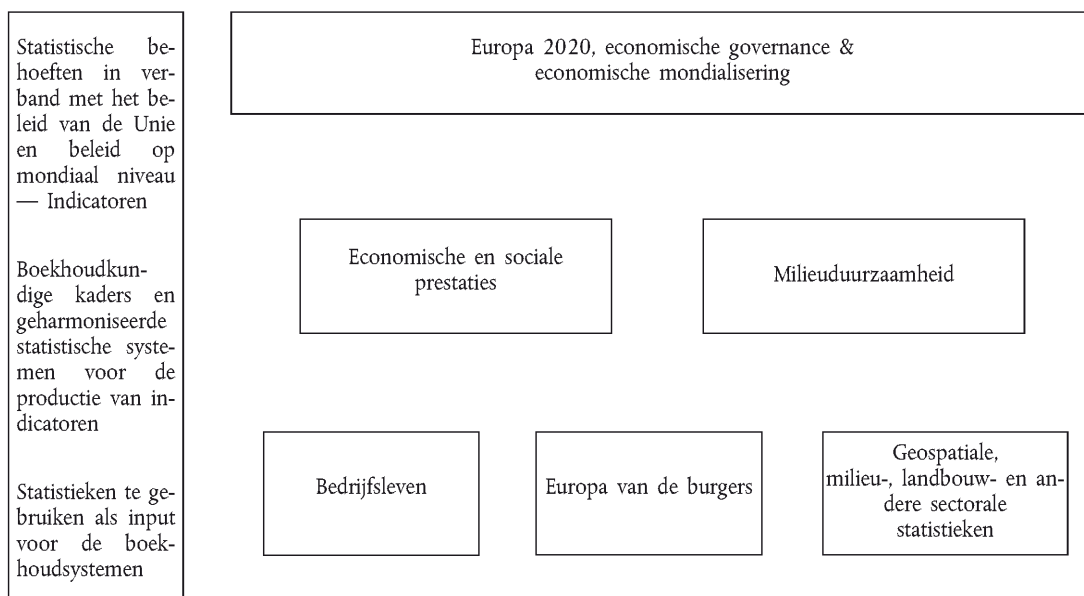 Statistische be-
hoeften in ver-
band met het be-
leid van de Unie
en beleid op
mondiaal niveau
— Indicatoren
Boekhoudkun-
dige kaders en
geharmoniseerde
statistische syste-
men voor de
productie van in-
dicatoren
Statistieken te ge-
bruiken als input
voor de boek-
houdsystemen
Europa 2020, economische governance &
economische mondialisering
Economische en sociale
prestaties
Milieuduurzaamheid
Bedrijfsleven
Europa van de burgers
Geospatiale,
milieu-, landbouw- en an-
dere sectorale
statistieken